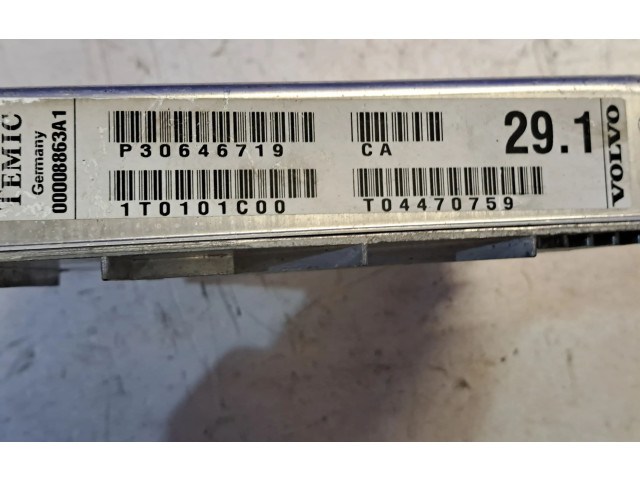 TEMIC
Germany
00008863A1
P30646719
CA
29.1
1T0101C00
T04470759
VOLVO